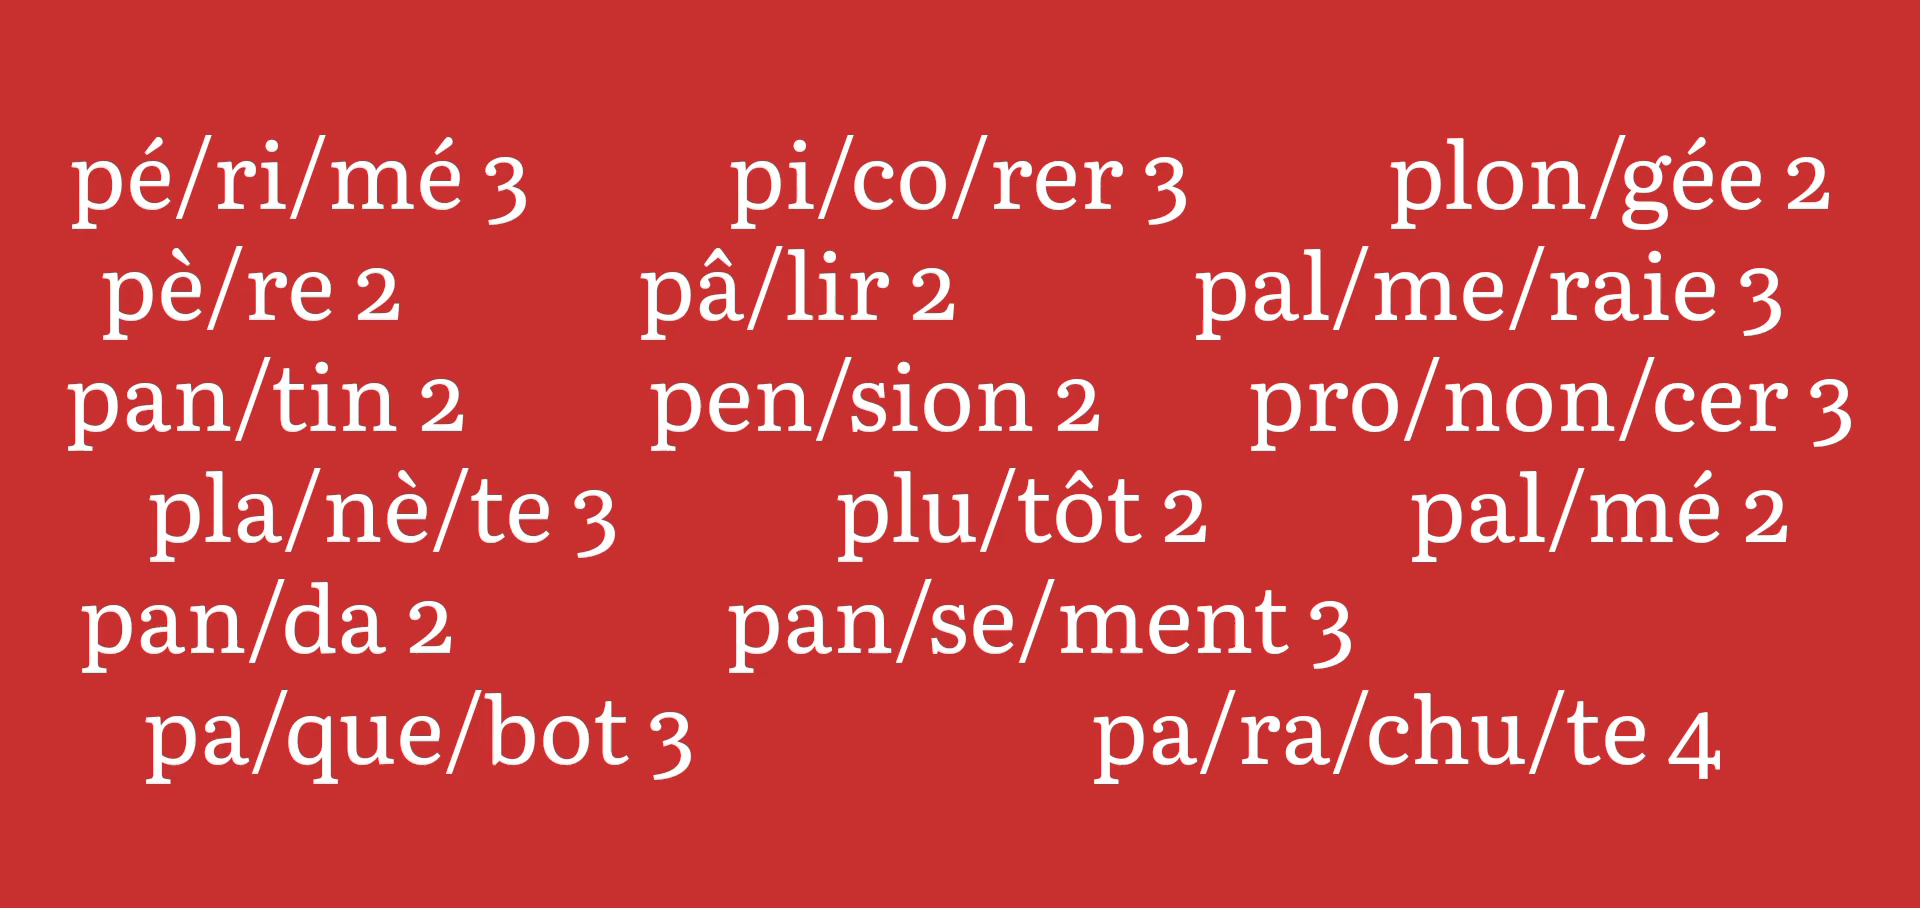 pé/ri/mé 3 pi/co/rer 3 plon/gée 2
pè/re 2 pâ/lir 2 pal/me/raie 3
pan/tin 2 pen/sion 2 pro/non/cer 3
pla/nè/te 3 plu/tôt 2 pal/mé 2
pan/da 2 pan/se/ment 3
pa/que/bot 3 pa/ra/chu/te 4